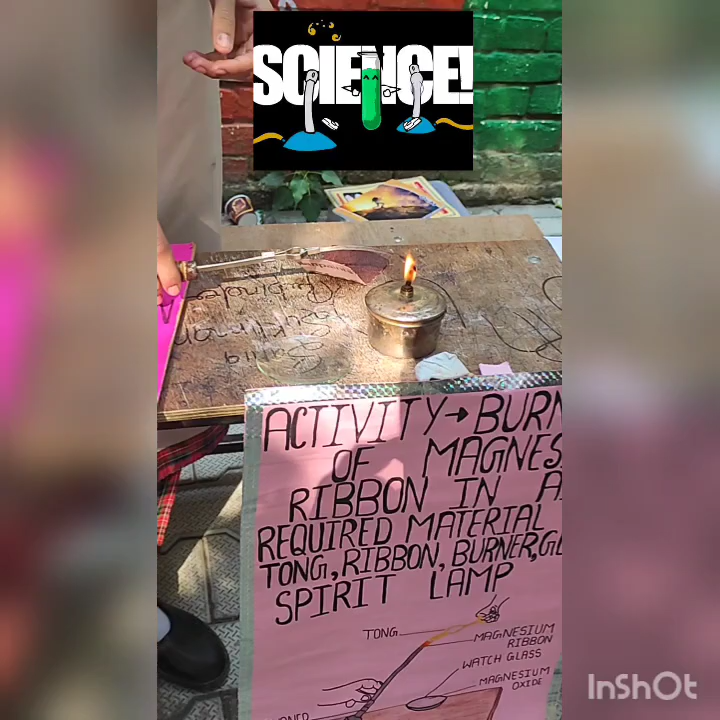 SCIENCE!
ACTIVITY → BURN
OF MAGNES
RIBBON IN A
REQUIRED MATERIAL
TONG, RIBBON, BURNER, GL
SPIRIT LAMP
TONG
MAGNESIUM
RIBBON
WATCH GLASS
MAGNESIUM
OXIDE
InShOt